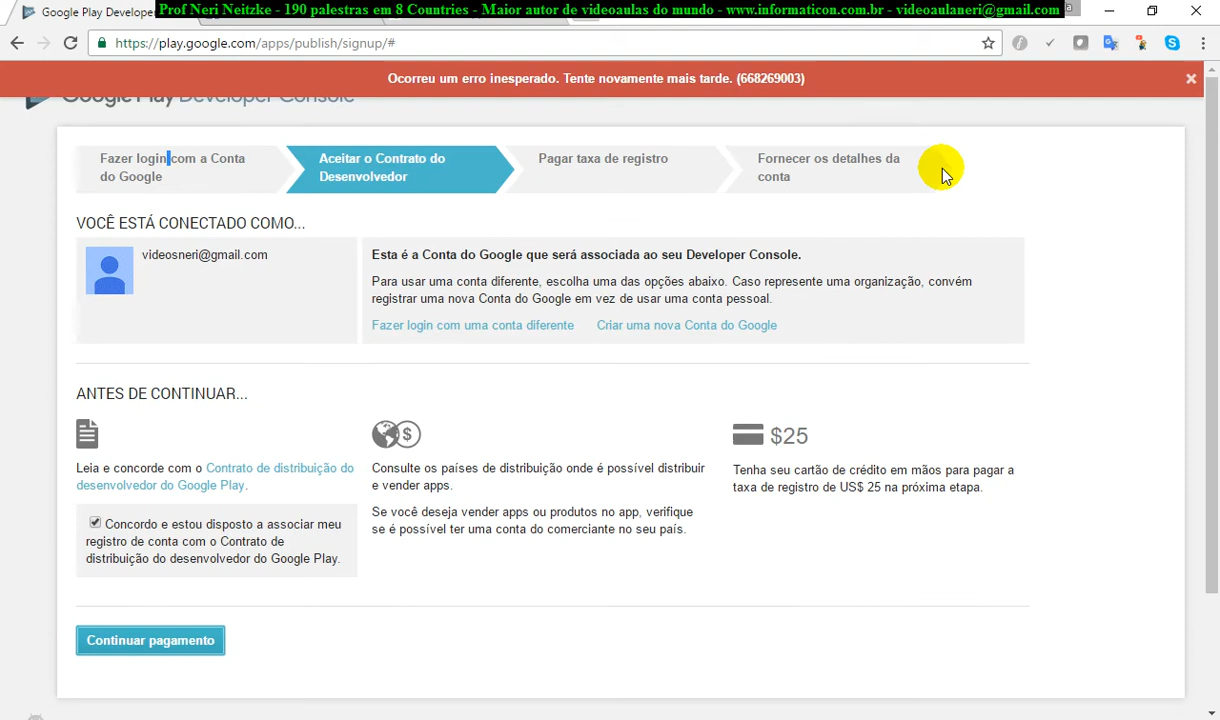 Google Play Develope
Prof Neri Neitzke - 190 palestras em 8 Countries - Maior autor de videoaulas do mundo - www.informaticon.com.br - videoaulaneri@gmail.com
https://play.google.com/apps/publish/signup/#
Ocorreu um erro inesperado. Tente novamente mais tarde. (668269003)
Google Play Developer Console
Fazer login com a Conta
do Google
Aceitar o Contrato do
Desenvolvedor
Pagar taxa de registro
Fornecer os detalhes da
conta
VOCÊ ESTÁ CONECTADO COMO...
videosneri@gmail.com
Esta é a Conta do Google que será associada ao seu Developer Console.
Para usar uma conta diferente, escolha uma das opções abaixo. Caso represente uma organização, convém
registrar uma nova Conta do Google em vez de usar uma conta pessoal.
Fazer login com uma conta diferente
Criar uma nova Conta do Google
ANTES DE CONTINUAR...
Leia e concorde com o Contrato de distribuição do
desenvolvedor do Google Play.
Concordo e estou disposto a associar meu
registro de conta com o Contrato de
distribuição do desenvolvedor do Google Play.
$
Consulte os países de distribuição onde é possível distribuir
e vender apps.
Se você deseja vender apps ou produtos no app, verifique
se é possível ter uma conta do comerciante no seu país.
$25
Tenha seu cartão de crédito em mãos para pagar a
taxa de registro de US$ 25 na próxima etapa.
Continuar pagamento